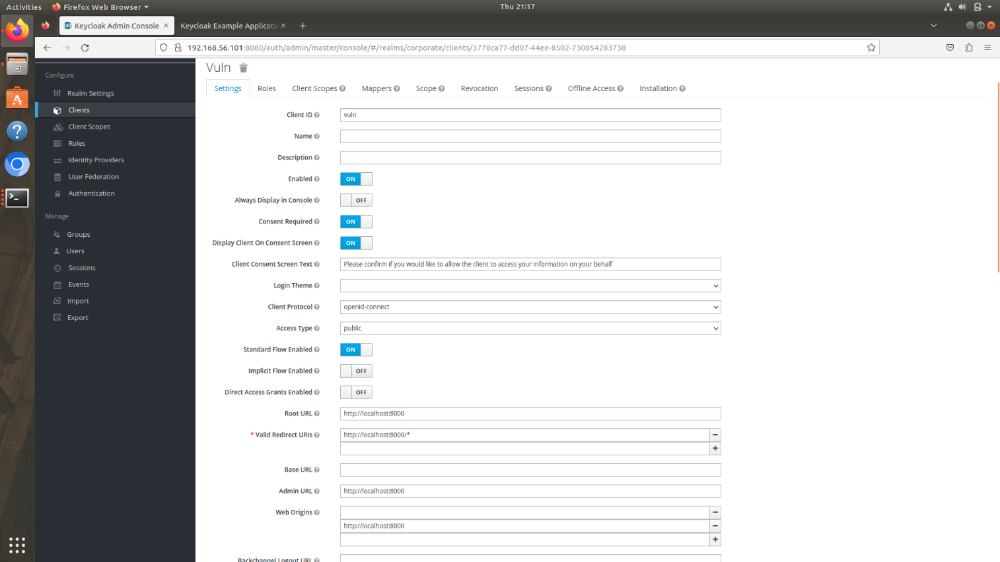 Activities Firefox Web Browser Thu 21:17
Keycloak Admin Console × Keycloak Example Applicati × +
192.168.56.101:8080/auth/admin/master/console/#/realms/corporate/clients/3778ca77-dd07-44ee-8502-730054283738
Configure
Realm Settings
Clients
Client Scopes
Roles
Identity Providers
User Federation
Authentication
Manage
Groups
Users
Sessions
Events
Import
Export
Vuln
Settings Roles Client Scopes Mappers Scope Revocation Sessions Offline Access Installation
Client ID vuln
Name
Description
Enabled ON
Always Display in Console OFF
Consent Required ON
Display Client On Consent Screen ON
Client Consent Screen Text Please confirm if you would like to allow the client to access your information on your behalf
Login Theme
Client Protocol openid-connect
Access Type public
Standard Flow Enabled ON
Implicit Flow Enabled OFF
Direct Access Grants Enabled OFF
Root URL http://localhost:8000
* Valid Redirect URIs http://localhost:8000/*
Base URL
Admin URL http://localhost:8000
Web Origins
http://localhost:8000
Backchannel Logout URL